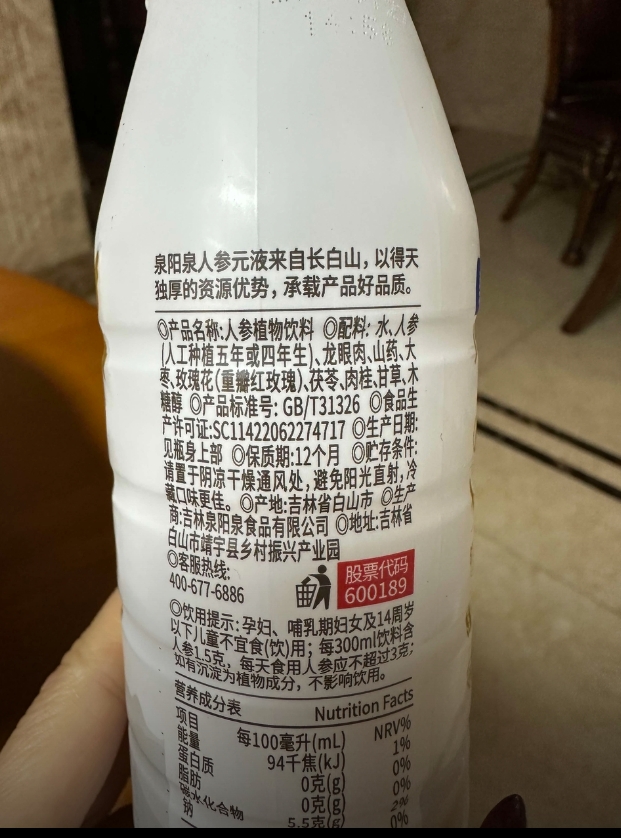 14:
泉阳泉人参元液来自长白山，以得天
独厚的资源优势，承载产品好品质。
◎产品名称:人参植物饮料 ◎配料: 水、人参
(人工种植五年或四年生)、龙眼肉、山药、大
枣、玫瑰花(重瓣红玫瑰)、茯苓、肉桂、甘草、木
糖醇 ◎产品标准号: GB/T31326 ◎食品生
产许可证:SC11422062274717 ◎生产日期:
见瓶身上部 ◎保质期:12个月 ◎贮存条件:
请置于阴凉干燥通风处，避免阳光直射，冷
藏口味更佳。◎产地:吉林省白山市 ◎生产
商:吉林泉阳泉食品有限公司 ◎地址:吉林省
白山市靖宇县乡村振兴产业园
◎客服热线:
400-677-6886
股票代码
600189
◎饮用提示: 孕妇、哺乳期妇女及14周岁
以下儿童不宜食(饮)用；每300ml饮料含
人参1.5克，每天食用人参应不超过3克；
如有沉淀为植物成分，不影响饮用。
营养成分表 Nutrition Facts
项目 每100毫升(mL) NRV%
能量 94千焦(kJ) 1%
蛋白质 0克(g) 0%
脂肪 0克(g) 0%
碳水化合物 5.5克(g) 2%
钠 0%